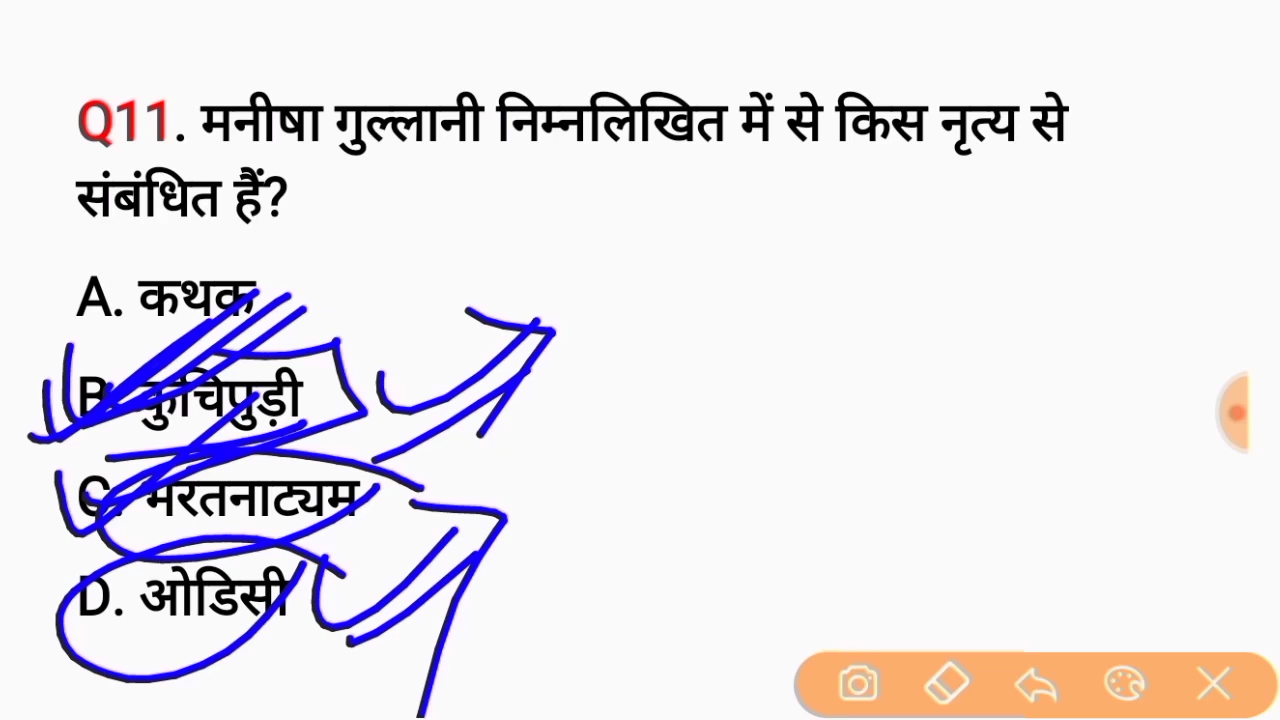 Q11. मनीषा गुल्लानी निम्नलिखित में से किस नृत्य से
संबंधित हैं?
A. कथक
B. कुचिपुड़ी
C. भरतनाट्यम
D. ओडिसी